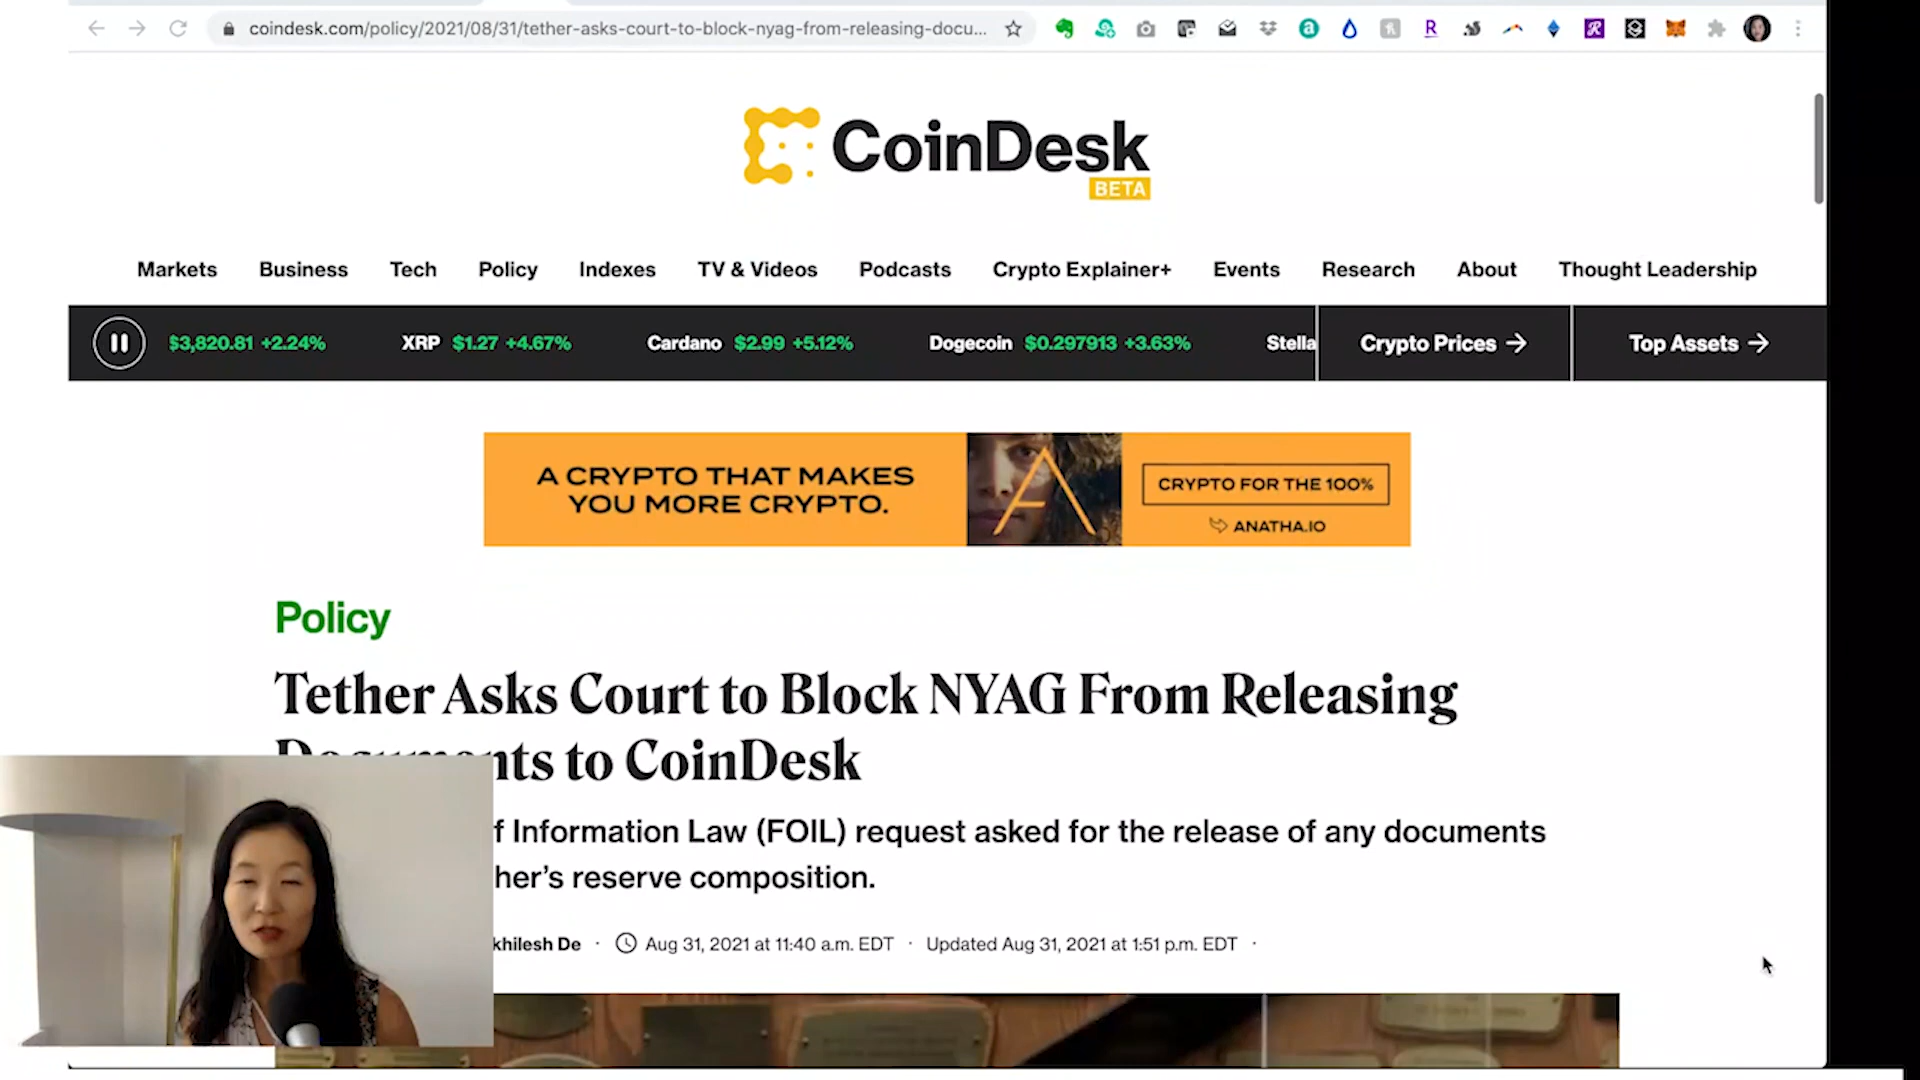 coindesk.com/policy/2021/08/31/tether-asks-court-to-block-nyag-from-releasing-docu...
CoinDesk
BETA
Markets Business Tech Policy Indexes TV & Videos Podcasts Crypto Explainer+ Events Research About Thought Leadership
$3,820.81 +2.24% XRP $1.27 +4.67% Cardano $2.99 +5.12% Dogecoin $0.297913 +3.63% Stella Crypto Prices → Top Assets →
A CRYPTO THAT MAKES
YOU MORE CRYPTO.
CRYPTO FOR THE 100%
ANATHA.IO
Policy
Tether Asks Court to Block NYAG From Releasing
Documents to CoinDesk
f Information Law (FOIL) request asked for the release of any documents
her's reserve composition.
khilesh De · Aug 31, 2021 at 11:40 a.m. EDT · Updated Aug 31, 2021 at 1:51 p.m. EDT ·